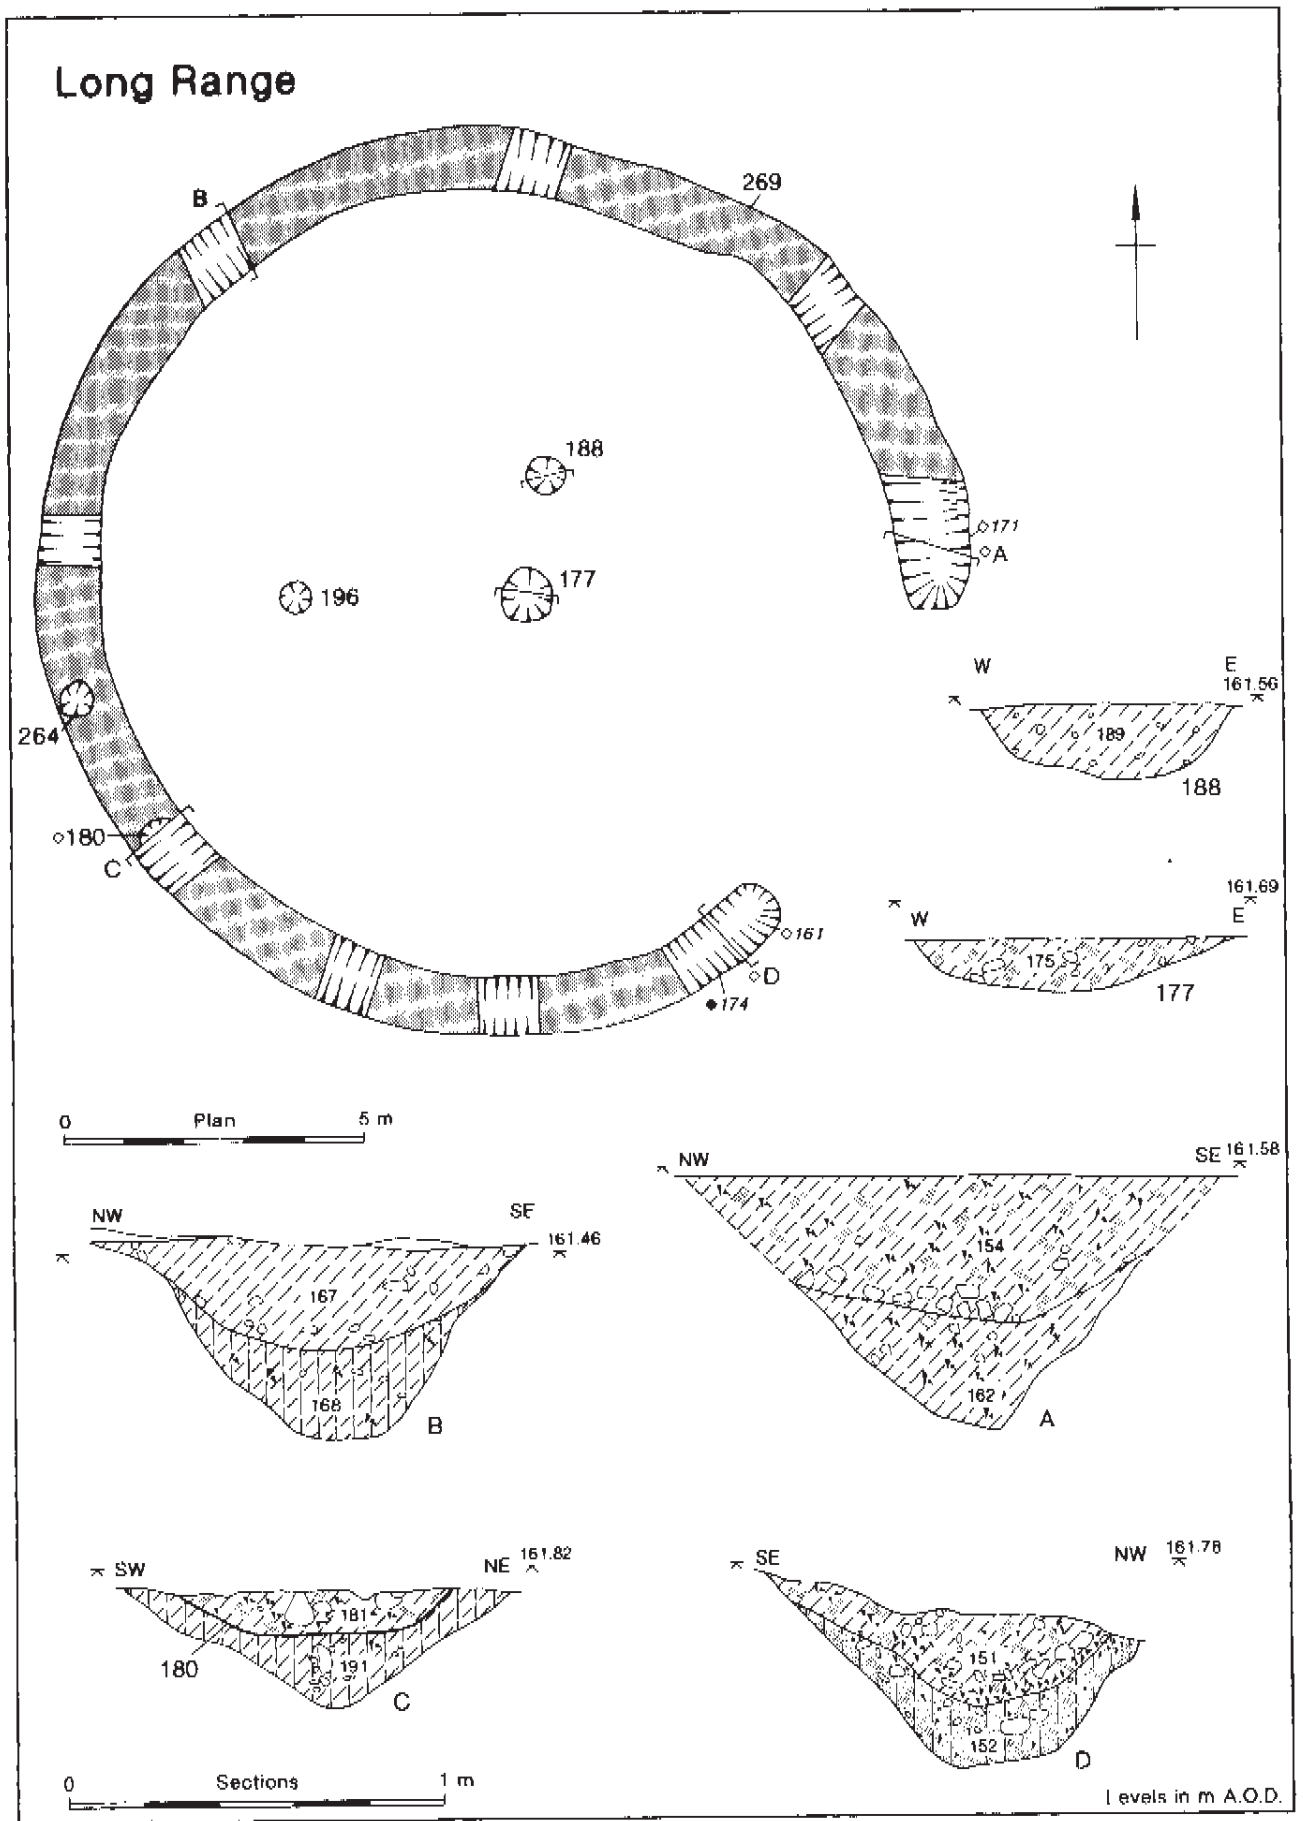 Long Range
B
269
188
◇171
◇A
177
196
W
E
161.56
189
188
264
◇180
C
161.69
W
E
◇161
175
◇D
177
●174
0 Plan 5 m
NW
SE 161.58
NW
SE
161.46
154
167
162
168
B
A
SW
NE 161.82
SE
NW 161.78
181
151
180
191
C
152
D
0 Sections 1 m
Levels in m A.O.D.